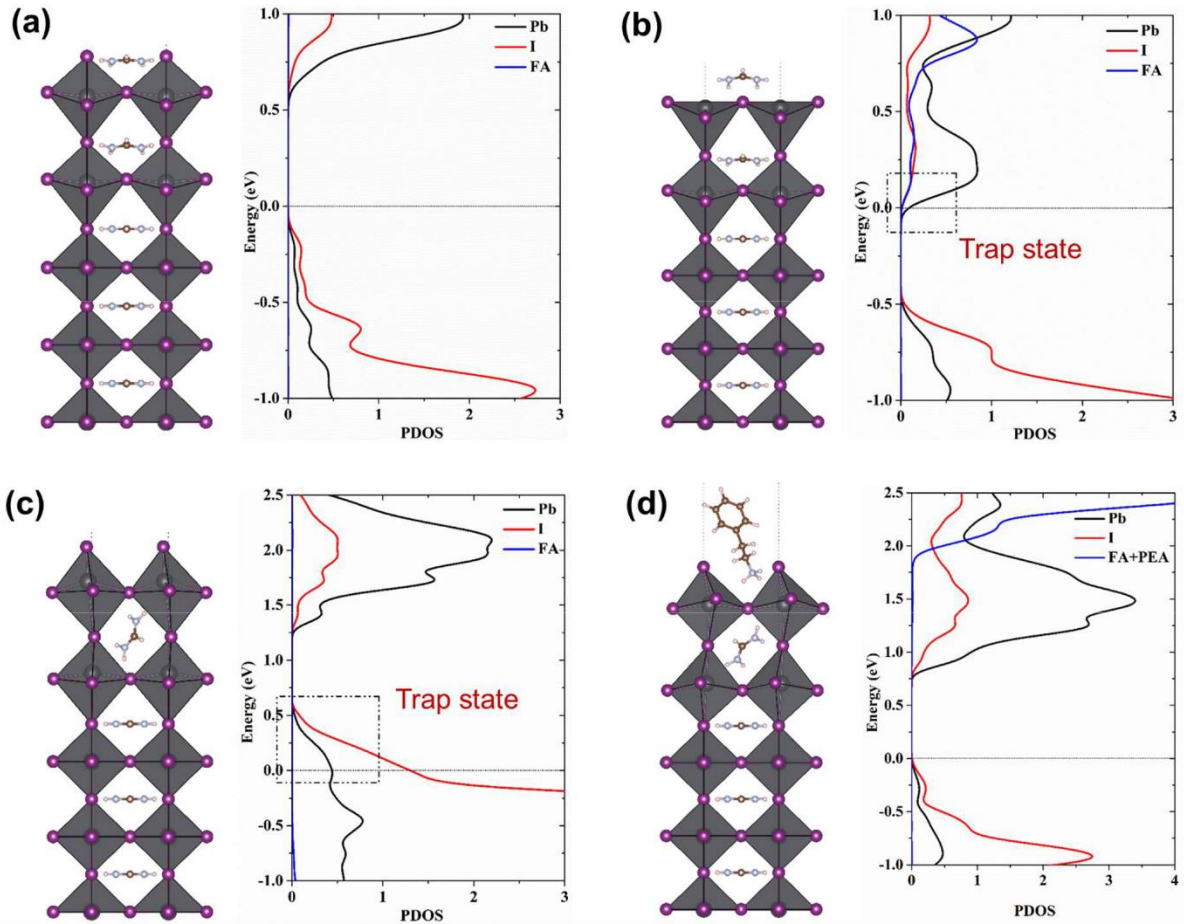 (a)
Pb
I
FA
1.0
0.5
0.0
-0.5
-1.0
Energy (eV)
0 1 2 3
PDOS
(b)
Pb
I
FA
1.0
0.5
0.0
-0.5
-1.0
Energy (eV)
Trap state
0 1 2 3
PDOS
(c)
Pb
I
FA
2.5
2.0
1.5
1.0
0.5
0.0
-0.5
-1.0
Energy (eV)
Trap state
0 1 2 3
PDOS
(d)
Pb
I
FA+PEA
2.5
2.0
1.5
1.0
0.5
0.0
-0.5
-1.0
Energy (eV)
0 1 2 3 4
PDOS